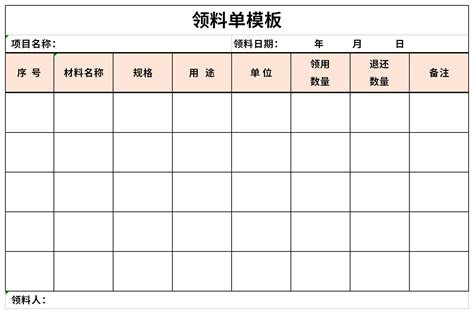 领料单模板
项目名称： 领料日期： 年 月 日
序 号 材料名称 规格 用 途 单 位 领用数量 退还数量 备注
领料人：